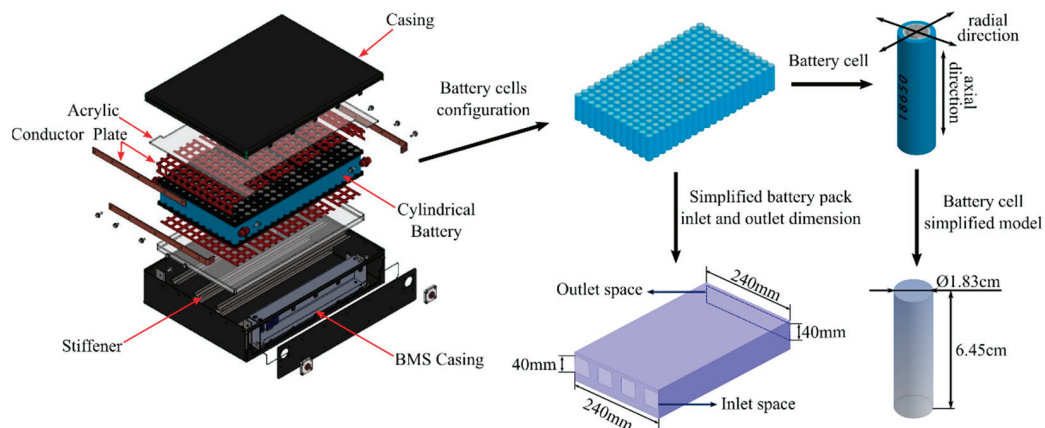 Casing
Acrylic
Conductor Plate
Cylindrical
Battery
Stiffener
BMS Casing
Battery cells
configuration
Battery cell
radial
direction
axial
direction
18650
Simplified battery pack
inlet and outlet dimension
Battery cell
simplified model
240mm
Outlet space
40mm
40mm
240mm
Inlet space
Ø1.83cm
6.45cm